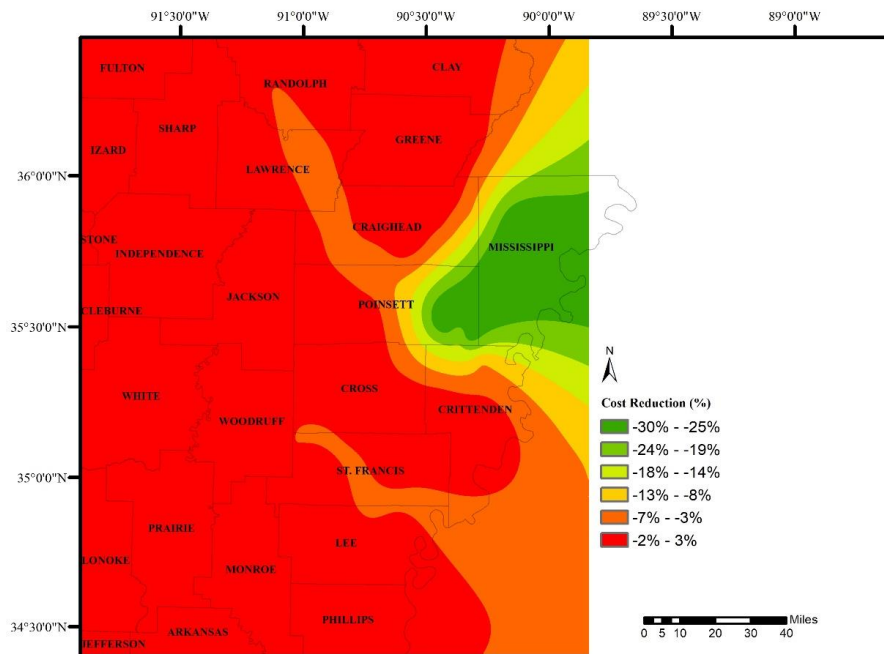 91°30'0"W 91°0'0"W 90°30'0"W 90°0'0"W 89°30'0"W 89°0'0"W
FULTON
CLAY
RANDOLPH
SHARP
GREENE
IZARD
LAWRENCE
36°0'0"N
CRAIGHEAD
STONE
MISSISSIPPI
INDEPENDENCE
JACKSON
POINSETT
CLEBURNE
35°30'0"N
N
CROSS
WHITE
Cost Reduction (%)
CRITTENDEN
WOODRUFF
-30% - -25%
-24% - -19%
-18% - -14%
-13% - -8%
-7% - -3%
-2% - 3%
ST. FRANCIS
35°0'0"N
PRAIRIE
LEE
LONOKE
MONROE
PHILLIPS
ARKANSAS
34°30'0"N
JEFFERSON
Miles
0 5 10 20 30 40